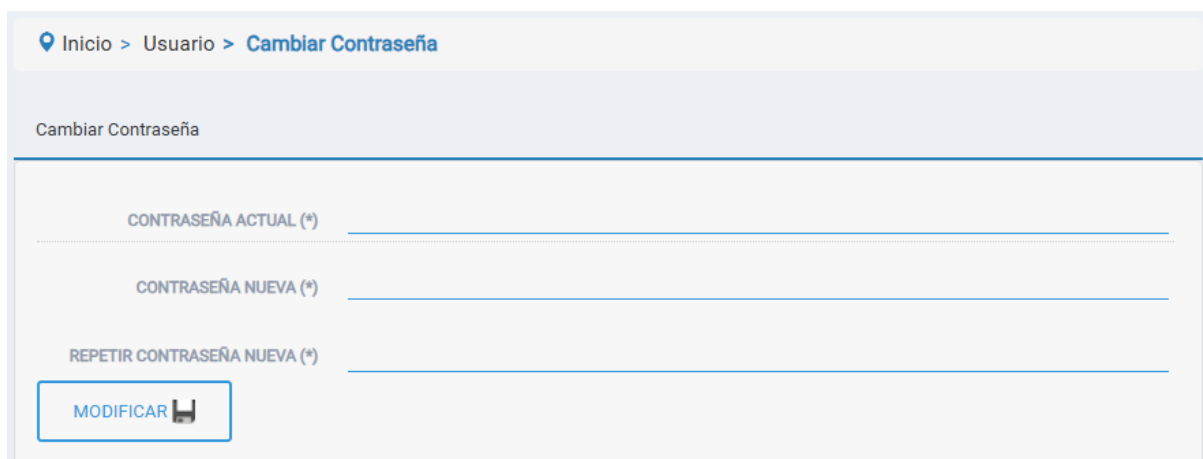 Inicio > Usuario > Cambiar Contraseña
Cambiar Contraseña
CONTRASEÑA ACTUAL (*)
CONTRASEÑA NUEVA (*)
REPETIR CONTRASEÑA NUEVA (*)
MODIFICAR